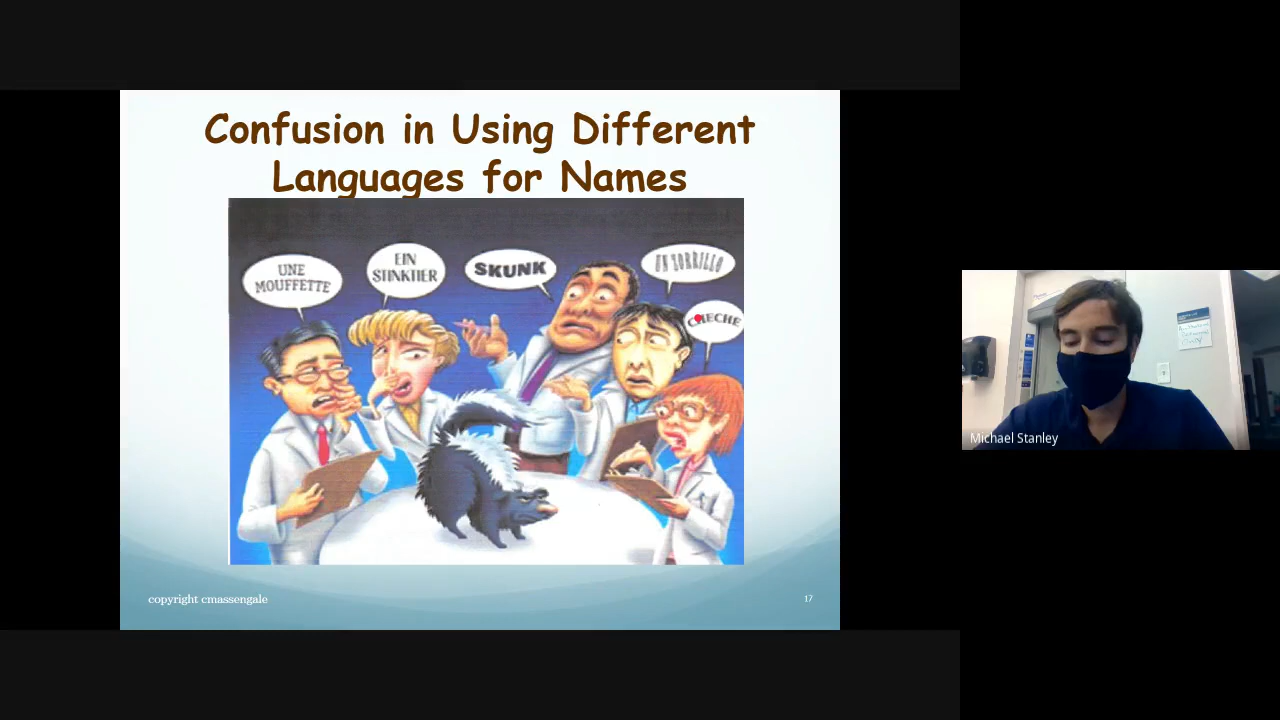 Confusion in Using Different
Languages for Names
UNE
MOUFFETTE
EIN
STINKTIER
SKUNK
UN ZORRILLO
CHECHE
copyright cmassengale
17
Michael Stanley